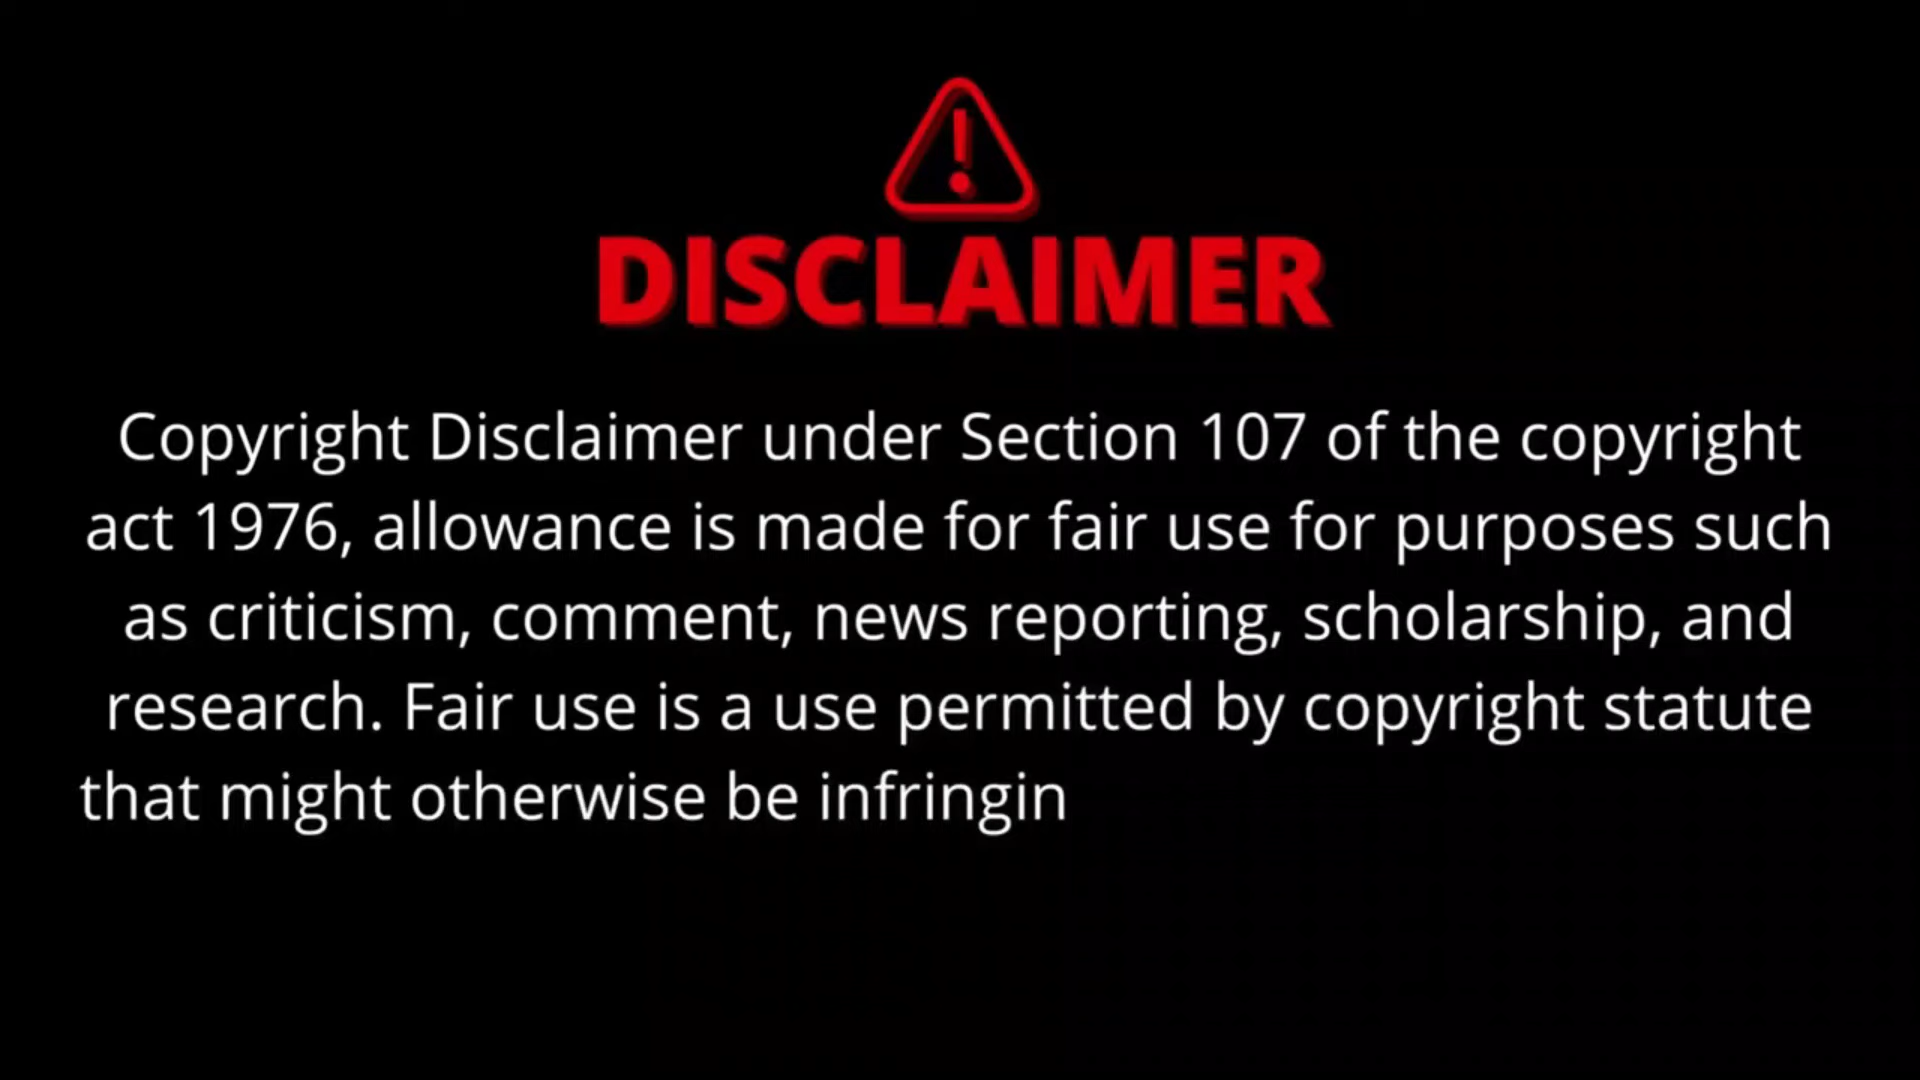 DISCLAIMER
Copyright Disclaimer under Section 107 of the copyright
act 1976, allowance is made for fair use for purposes such
as criticism, comment, news reporting, scholarship, and
research. Fair use is a use permitted by copyright statute
that might otherwise be infringin